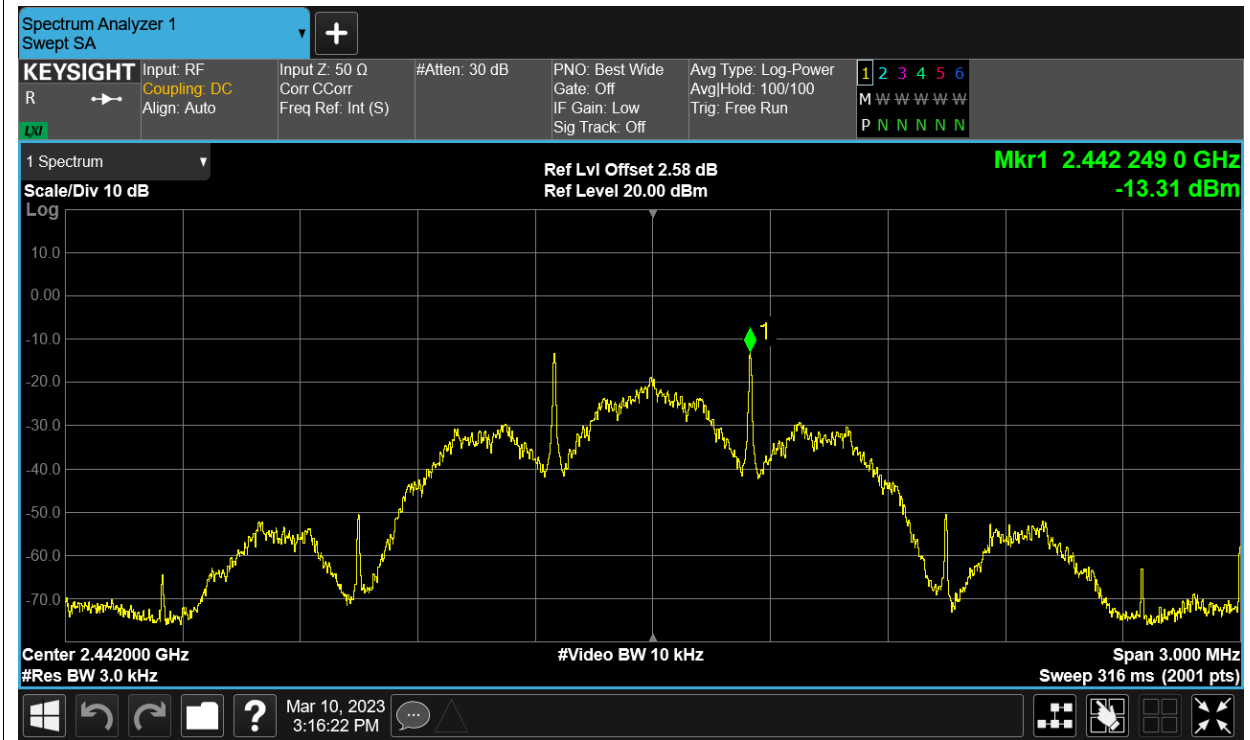 Spectrum Analyzer 1
Swept SA
+
KEYSIGHT
R
LXI
Input: RF
Coupling: DC
Align: Auto
Input Z: 50 Ω
Corr CCorr
Freq Ref: Int (S)
#Atten: 30 dB
PNO: Best Wide
Gate: Off
IF Gain: Low
Sig Track: Off
Avg Type: Log-Power
Avg|Hold: 100/100
Trig: Free Run
1 2 3 4 5 6
M W W W W W
P N N N N N
1 Spectrum
Scale/Div 10 dB
Log
Ref Lvl Offset 2.58 dB
Ref Level 20.00 dBm
Mkr1 2.442 249 0 GHz
-13.31 dBm
10.0
0.00
-10.0
-20.0
-30.0
-40.0
-50.0
-60.0
-70.0
1
Center 2.442000 GHz
#Res BW 3.0 kHz
#Video BW 10 kHz
Span 3.000 MHz
Sweep 316 ms (2001 pts)
?
Mar 10, 2023
3:16:22 PM